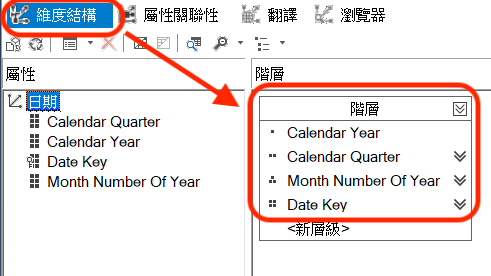 維度結構 屬性關聯性 翻譯 瀏覽器
屬性
日期
Calendar Quarter
Calendar Year
Date Key
Month Number Of Year
階層
階層
Calendar Year
Calendar Quarter
Month Number Of Year
Date Key
<新層級>